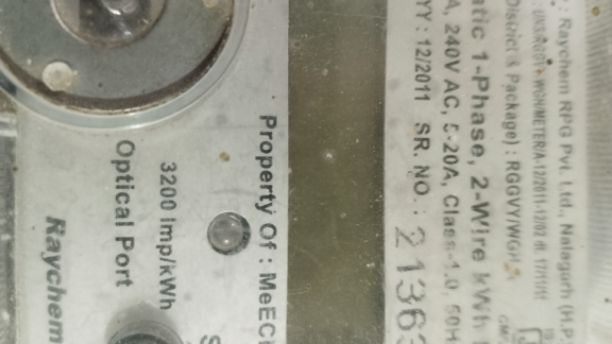 : Raychem RPG Pvt. Ltd., Nalagarh (H.P.
District & Package) : RGGVY/WGH
atic 1-Phase, 2-Wire kWh
A, 240V AC, 5-20A, Class-1.0, 50H
YY : 12/2011 SR. NO. : 21363
Property Of : MeEC
3200 Imp/kWh
Optical Port
Raychem